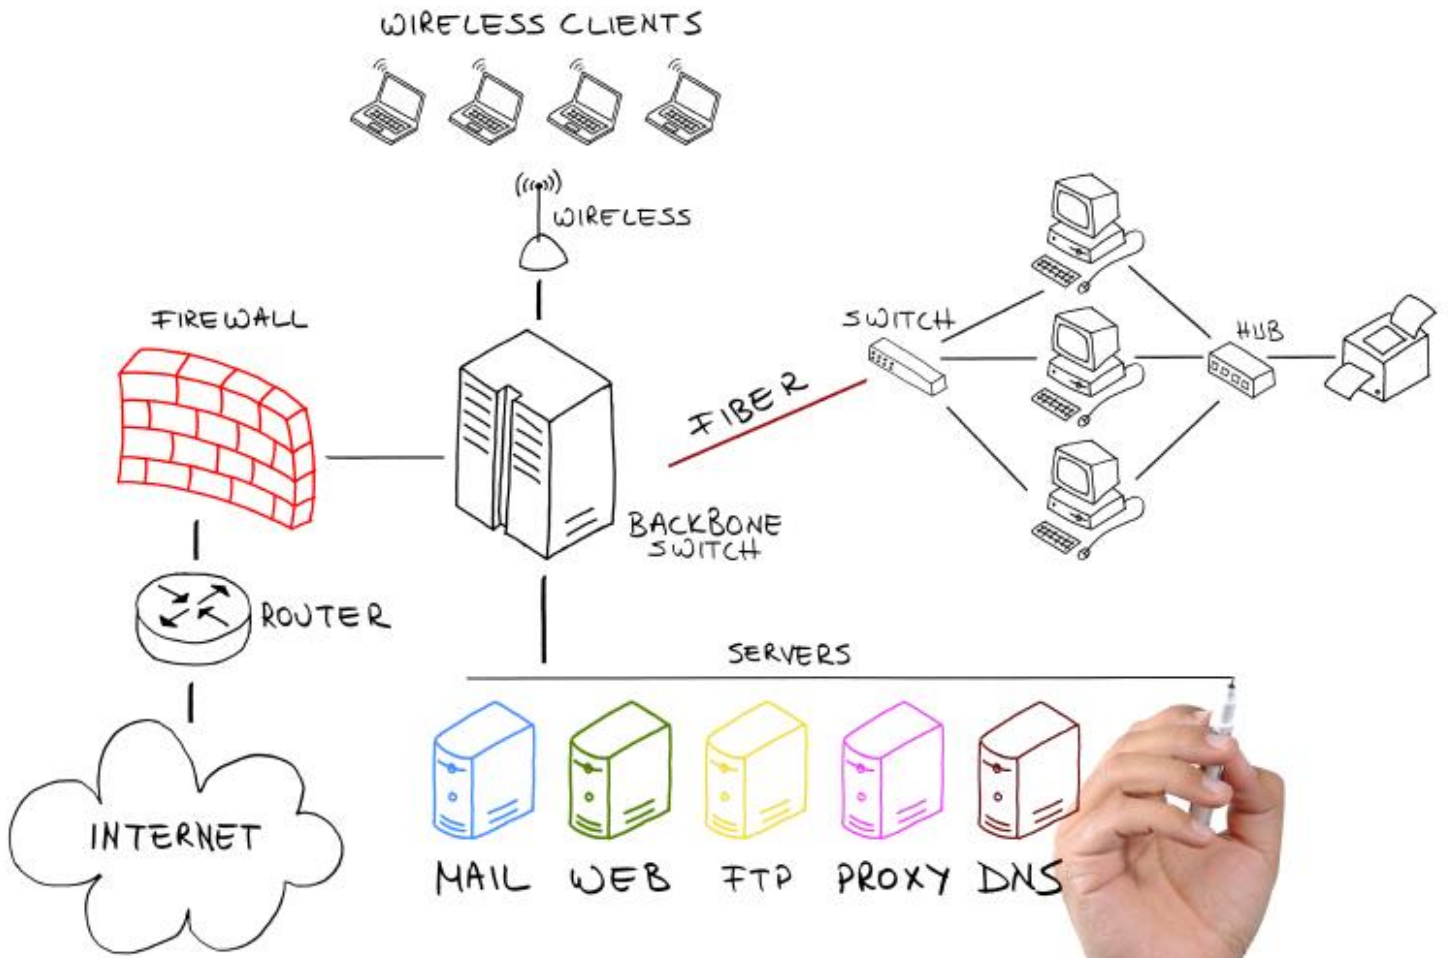 WIRELESS CLIENTS
WIRELESS
FIREWALL
SWITCH
HUB
FIBER
BACKBONE
SWITCH
ROUTER
SERVERS
INTERNET
MAIL
WEB
FTP
PROXY
DNS